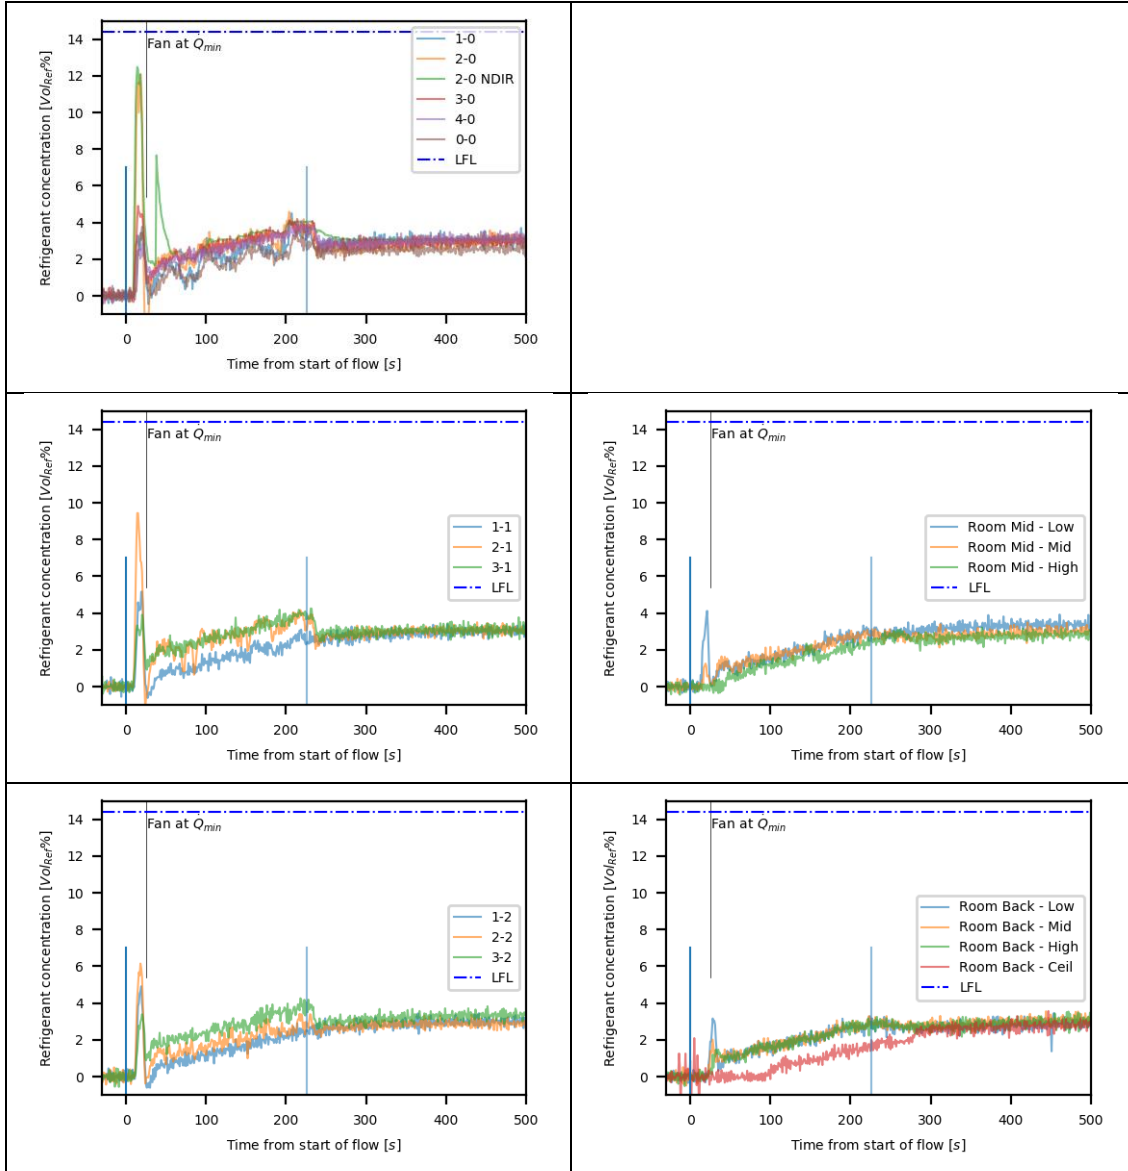 Refrigerant concentration [Vol_Ref%]
14
12
10
8
6
4
2
0
Fan at Q̇_min
1-0
2-0
2-0 NDIR
3-0
4-0
0-0
LFL
0 100 200 300 400 500
Time from start of flow [s]
Refrigerant concentration [Vol_Ref%]
14
12
10
8
6
4
2
0
Fan at Q̇_min
1-1
2-1
3-1
LFL
0 100 200 300 400 500
Time from start of flow [s]
Refrigerant concentration [Vol_Ref%]
14
12
10
8
6
4
2
0
Fan at Q̇_min
Room Mid - Low
Room Mid - Mid
Room Mid - High
LFL
0 100 200 300 400 500
Time from start of flow [s]
Refrigerant concentration [Vol_Ref%]
14
12
10
8
6
4
2
0
Fan at Q̇_min
1-2
2-2
3-2
LFL
0 100 200 300 400 500
Time from start of flow [s]
Refrigerant concentration [Vol_Ref%]
14
12
10
8
6
4
2
0
Fan at Q̇_min
Room Back - Low
Room Back - Mid
Room Back - High
Room Back - Ceil
LFL
0 100 200 300 400 500
Time from start of flow [s]